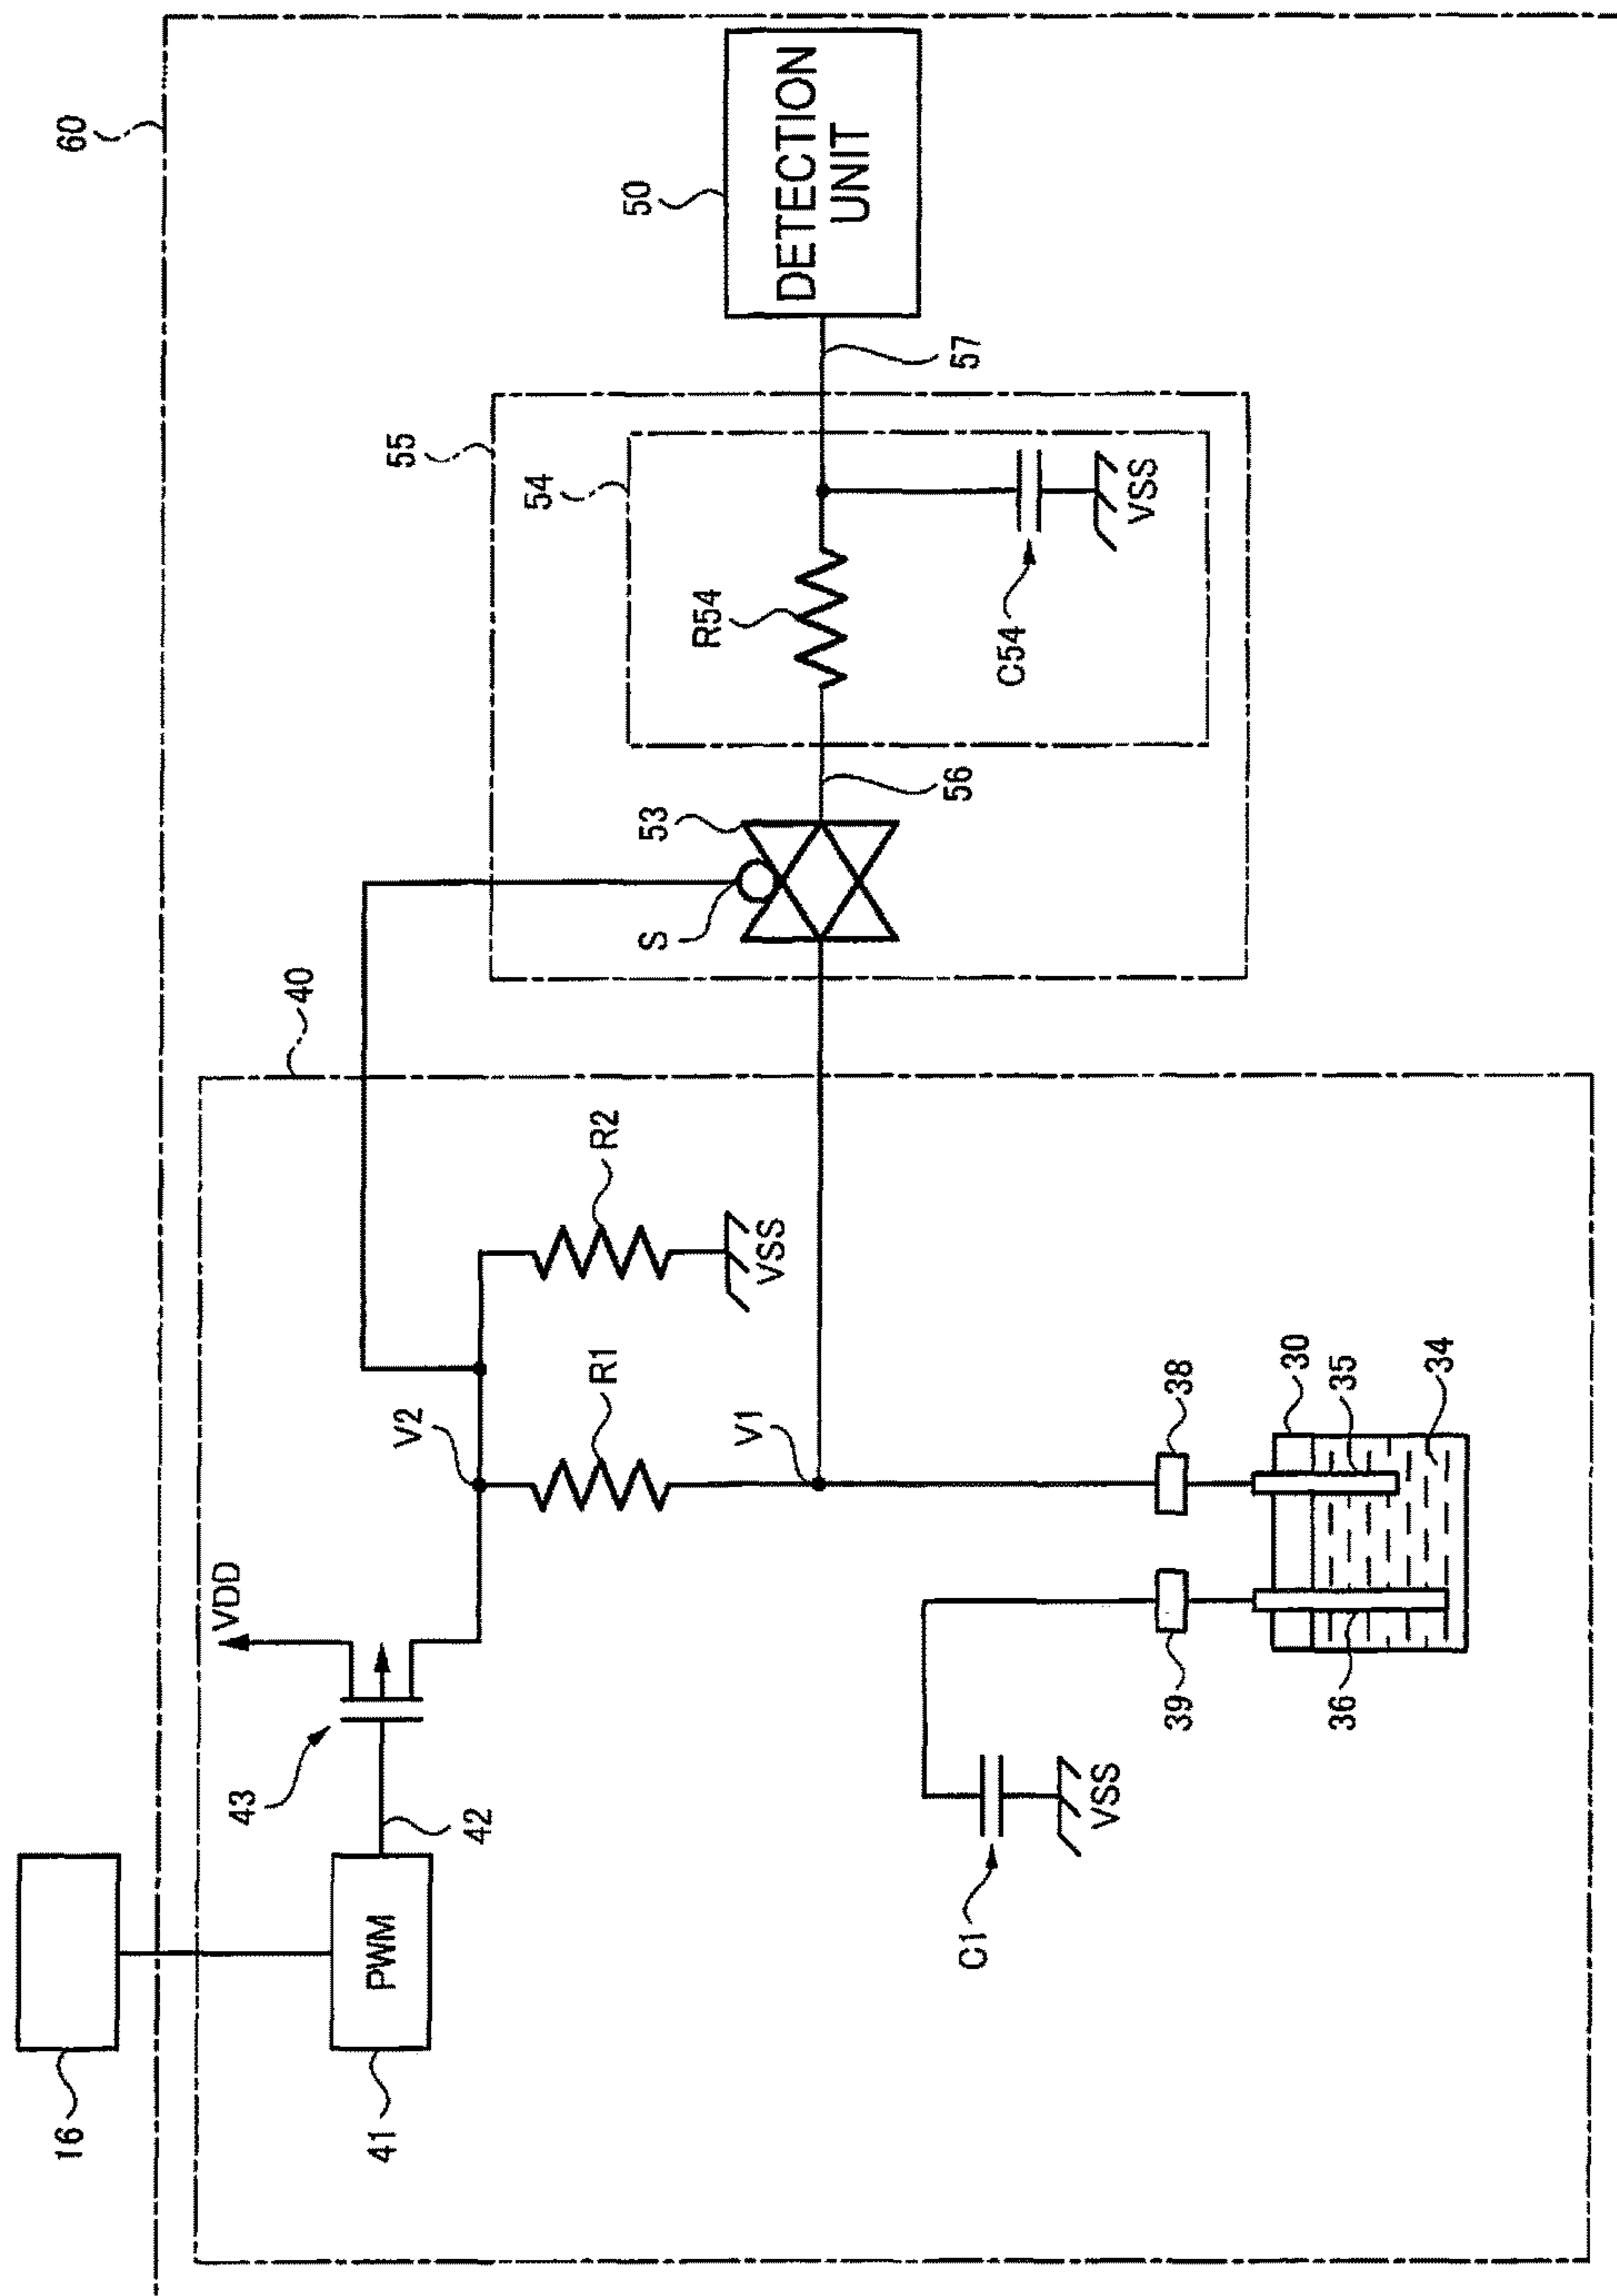 60
16
41
PWM
42
43
VDD
V2
R1
R2
VSS
40
V1
C1
VSS
39
38
36
30
35
34
55
54
53
S
56
R54
C54
VSS
57
50
DETECTION
UNIT